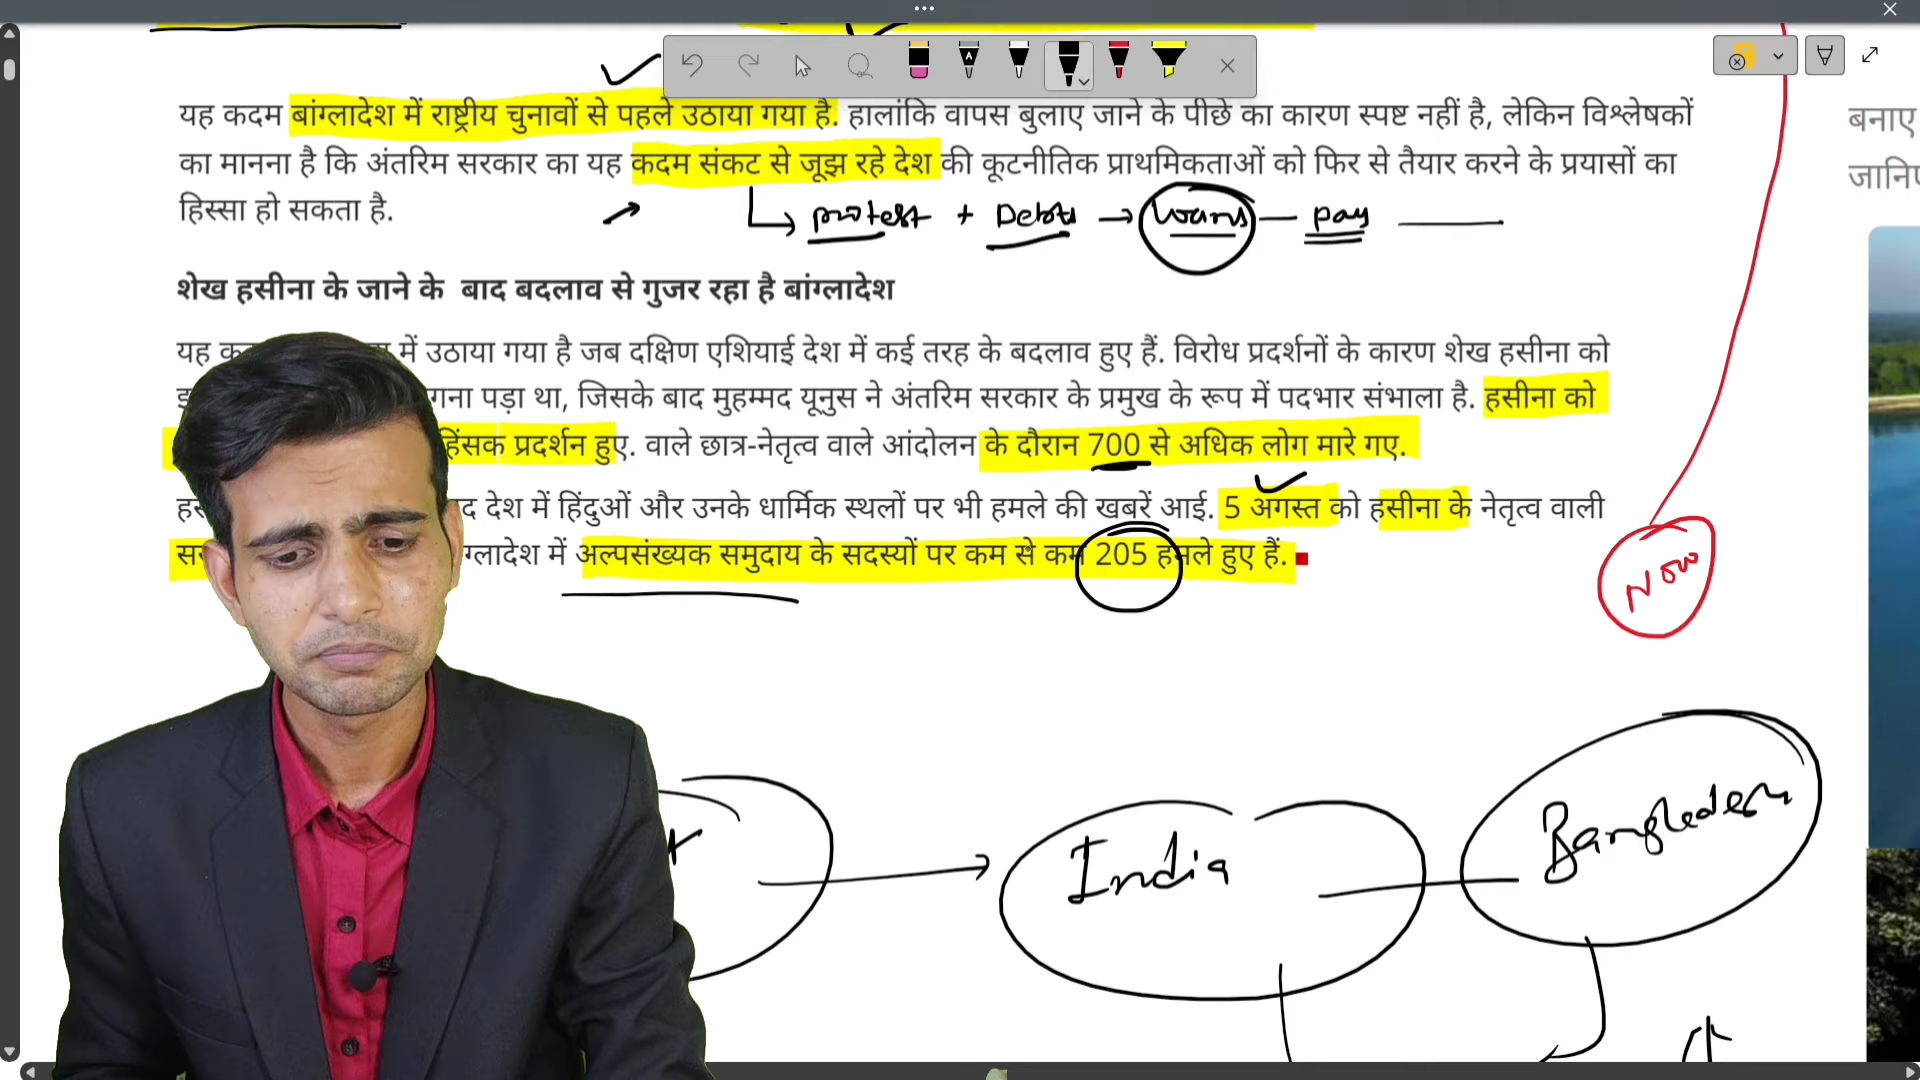 यह कदम बांग्लादेश में राष्ट्रीय चुनावों से पहले उठाया गया है. हालांकि वापस बुलाए जाने के पीछे का कारण स्पष्ट नहीं है, लेकिन विश्लेषकों
का मानना है कि अंतरिम सरकार का यह कदम संकट से जूझ रहे देश की कूटनीतिक प्राथमिकताओं को फिर से तैयार करने के प्रयासों का
हिस्सा हो सकता है.
protest + Debts → loans — pay
शेख हसीना के जाने के बाद बदलाव से गुजर रहा है बांग्लादेश
यह में उठाया गया है जब दक्षिण एशियाई देश में कई तरह के बदलाव हुए हैं. विरोध प्रदर्शनों के कारण शेख हसीना को
पड़ा था, जिसके बाद मुहम्मद यूनुस ने अंतरिम सरकार के प्रमुख के रूप में पदभार संभाला है. हसीना को
हिंसक प्रदर्शन हुए. वाले छात्र-नेतृत्व वाले आंदोलन के दौरान 700 से अधिक लोग मारे गए.
देश में हिंदुओं और उनके धार्मिक स्थलों पर भी हमले की खबरें आई. 5 अगस्त को हसीना के नेतृत्व वाली
में अल्पसंख्यक समुदाय के सदस्यों पर कम से कम 205 हमले हुए हैं.
Now
India
Bangladesh
बनाए